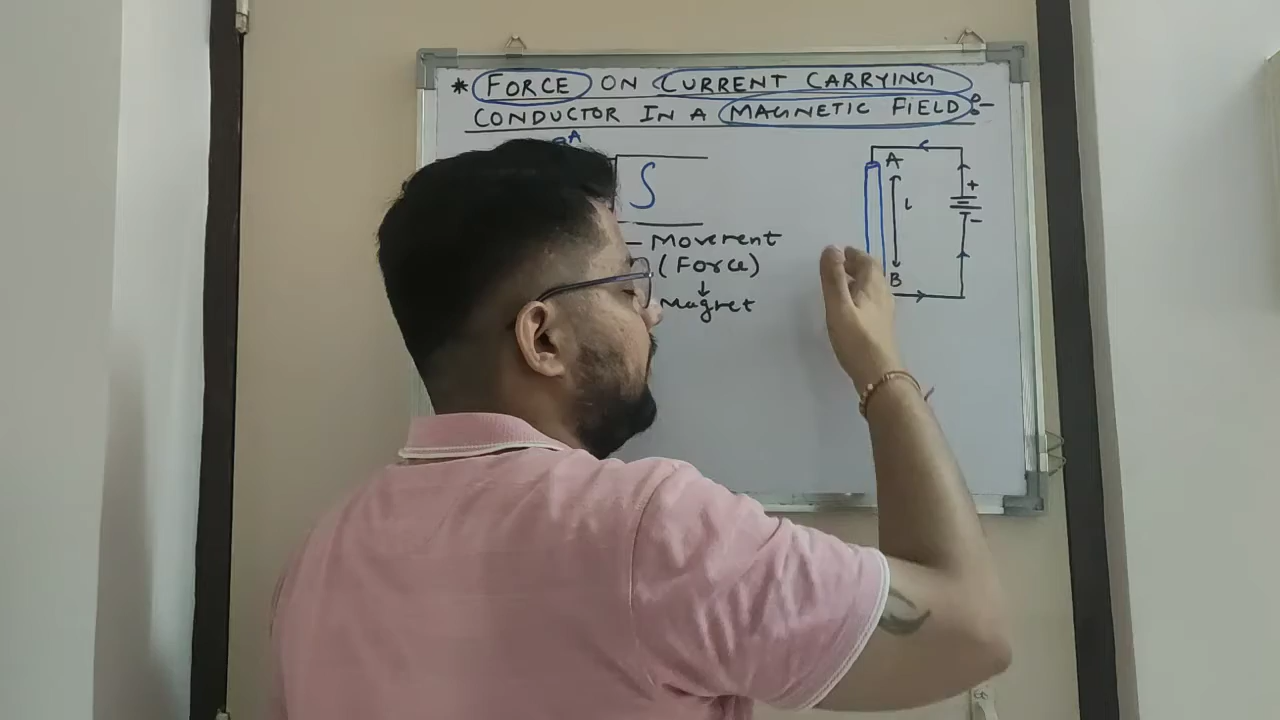 * FORCE ON CURRENT CARRYING
CONDUCTOR IN A MAGNETIC FIELD :-
A
S
– Movement
(Force)
↓
Magnet
A
L
B
+
-